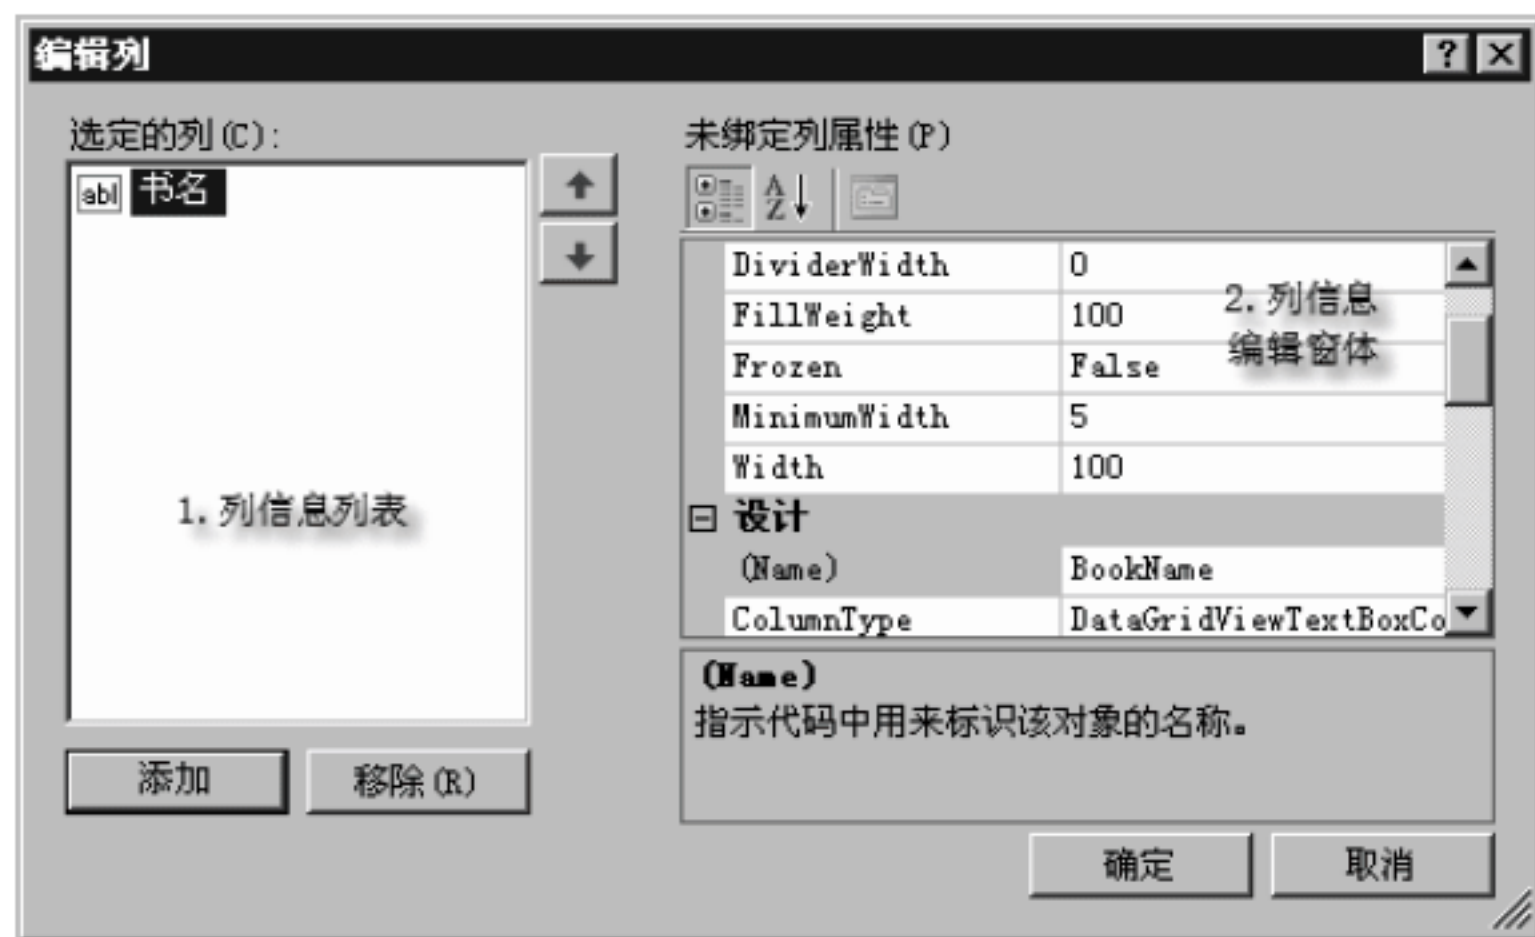 编辑列
选定的列(C):
abl 书名
1. 列信息列表
添加
移除(R)
未绑定列属性(P)
DividerWidth 0
FillWeight 100
Frozen False
MinimumWidth 5
Width 100
2. 列信息
编辑窗体
设计
(Name) BookName
ColumnType DataGridViewTextBoxCo
(Name)
指示代码中用来标识该对象的名称。
确定
取消